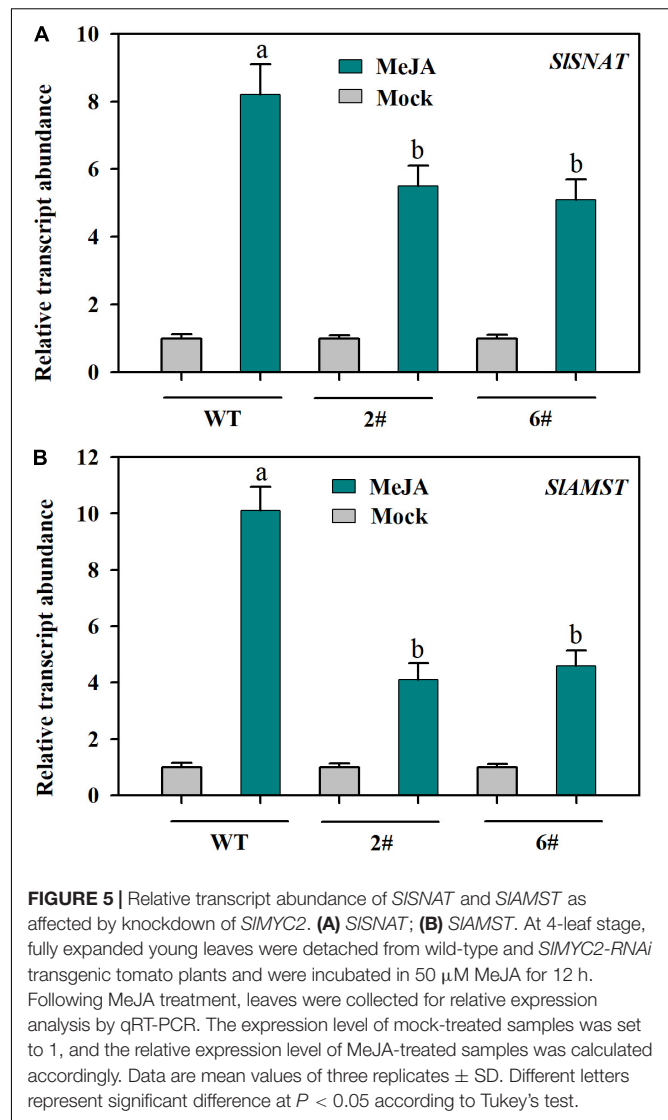 A
10
8
6
4
2
0
Relative transcript abundance
MeJA
Mock
SlSNAT
a
b
b
WT
2#
6#
B
12
10
8
6
4
2
0
Relative transcript abundance
MeJA
Mock
SlAMST
a
b
b
WT
2#
6#
FIGURE 5 | Relative transcript abundance of SlSNAT and SlAMST as
affected by knockdown of SlMYC2. (A) SlSNAT; (B) SlAMST. At 4-leaf stage,
fully expanded young leaves were detached from wild-type and SlMYC2-RNAi
transgenic tomato plants and were incubated in 50 μM MeJA for 12 h.
Following MeJA treatment, leaves were collected for relative expression
analysis by qRT-PCR. The expression level of mock-treated samples was set
to 1, and the relative expression level of MeJA-treated samples was calculated
accordingly. Data are mean values of three replicates ± SD. Different letters
represent significant difference at P < 0.05 according to Tukey's test.